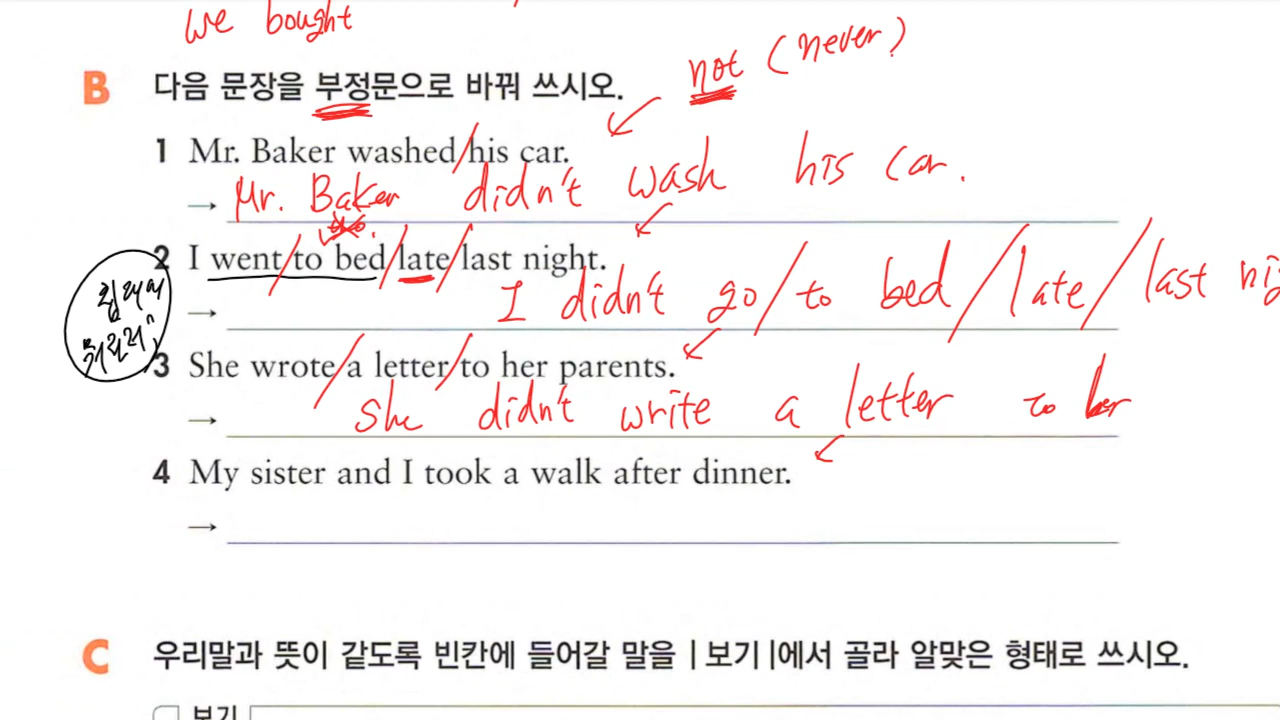 we bought
not (never)
B 다음 문장을 부정문으로 바꿔 쓰시오.
1 Mr. Baker washed/his car.
→ Mr. Baker didn't wash his car.
2 I went/to bed/late/last night.
→ I didn't go/to bed/late/last
3 She wrote/a letter/to her parents.
→ she didn't write a letter to her
4 My sister and I took a walk after dinner.
→
C 우리말과 뜻이 같도록 빈칸에 들어갈 말을 |보기|에서 골라 알맞은 형태로 쓰시오.
보기